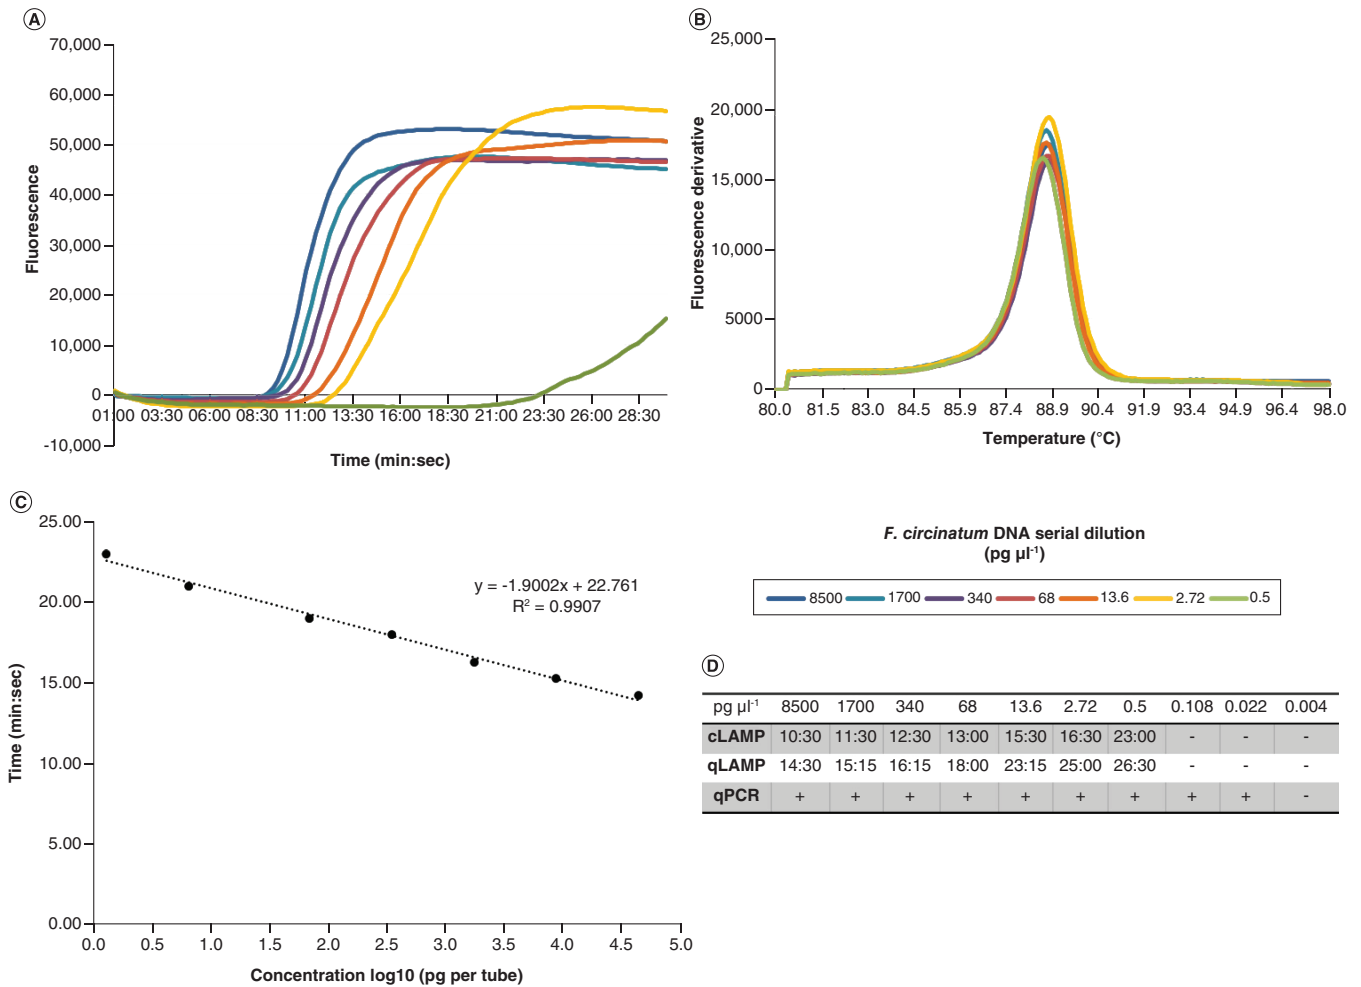 A
70,000
60,000
50,000
40,000
30,000
20,000
10,000
0
-10,000
Fluorescence
01:00 03:30 06:00 08:30 11:00 13:30 16:00 18:30 21:00 23:30 26:00 28:30
Time (min:sec)
B
25,000
20,000
15,000
10,000
5000
0
Fluorescence derivative
80.0 81.5 83.0 84.5 85.9 87.4 88.9 90.4 91.9 93.4 94.9 96.4 98.0
Temperature (°C)
C
25.00
20.00
15.00
10.00
5.00
0.00
Time (min:sec)
y = -1.9002x + 22.761
R² = 0.9907
0.0 0.5 1.0 1.5 2.0 2.5 3.0 3.5 4.0 4.5 5.0
Concentration log10 (pg per tube)
F. circinatum DNA serial dilution
(pg µl⁻¹)
8500 1700 340 68 13.6 2.72 0.5
D
pg µl⁻¹ 8500 1700 340 68 13.6 2.72 0.5 0.108 0.022 0.004
cLAMP 10:30 11:30 12:30 13:00 15:30 16:30 23:00 - - -
qLAMP 14:30 15:15 16:15 18:00 23:15 25:00 26:30 - - -
qPCR + + + + + + + + + -